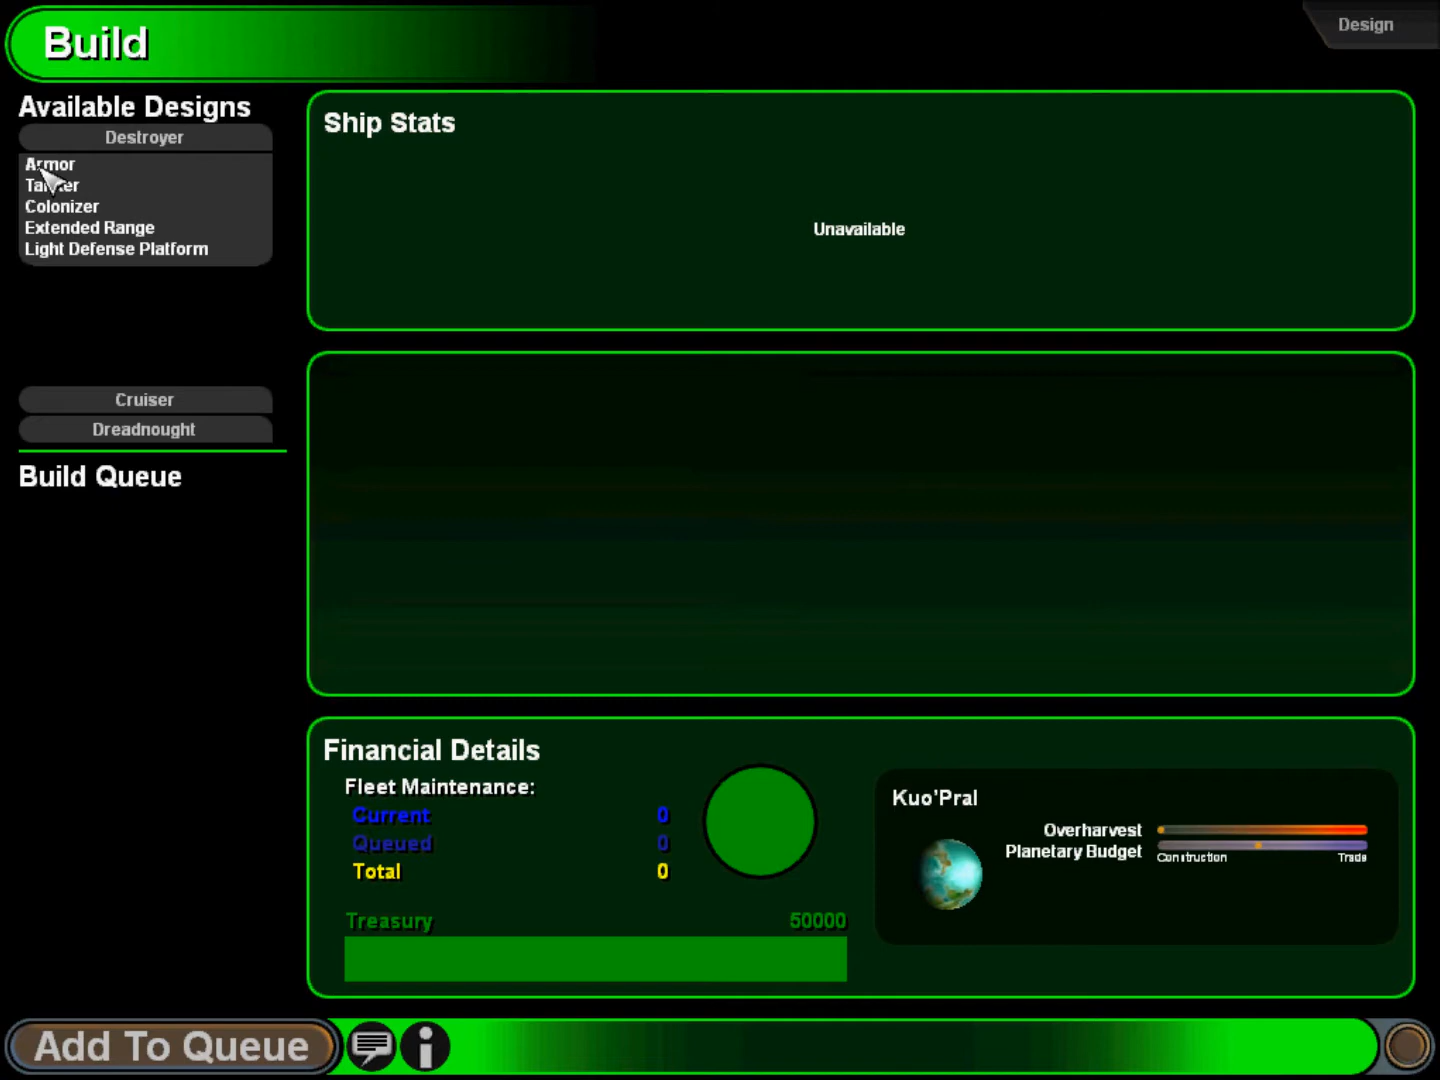 Build
Design
Available Designs
Destroyer
Armor
Tanker
Colonizer
Extended Range
Light Defense Platform
Cruiser
Dreadnought
Build Queue
Ship Stats
Unavailable
Financial Details
Fleet Maintenance:
Current 0
Queued 0
Total 0
Treasury 50000
Kuo'Pral
Overharvest
Planetary Budget
Construction Trade
Add To Queue